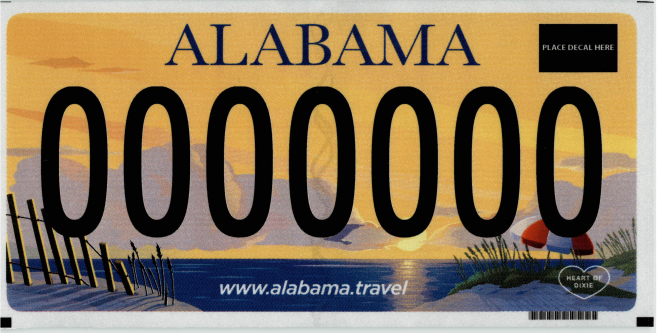 ALABAMA
PLACE DECAL HERE
0000000
www.alabama.travel
HEART OF
DIXIE